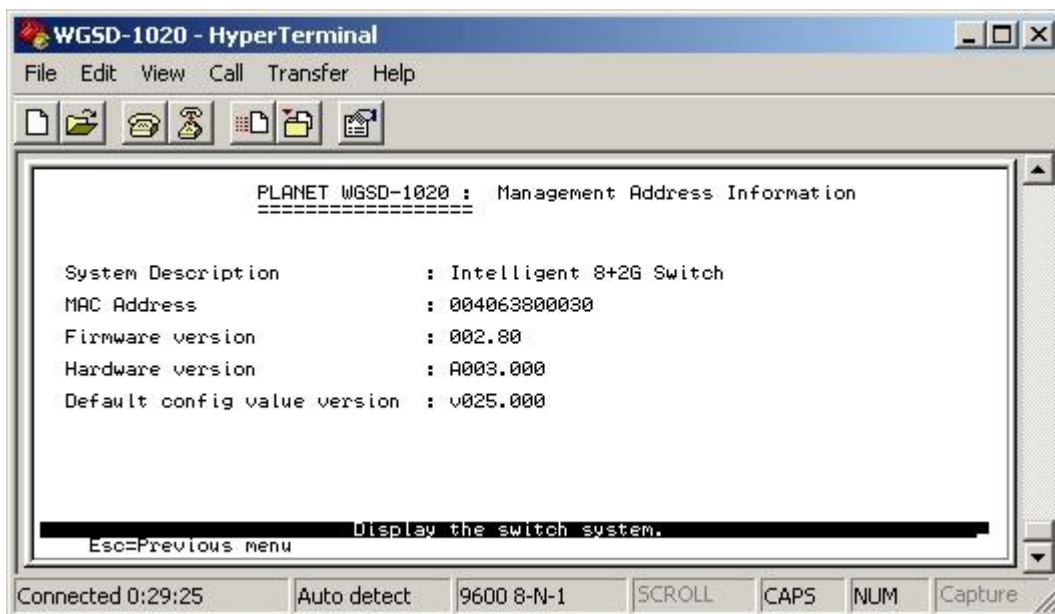 WGSD-1020 - HyperTerminal
File Edit View Call Transfer Help
PLANET WGSD-1020 : Management Address Information
==================
System Description : Intelligent 8+2G Switch
MAC Address : 004063800030
Firmware version : 002.80
Hardware version : A003.000
Default config value version : v025.000
Display the switch system.
Esc=Previous menu
Connected 0:29:25 Auto detect 9600 8-N-1 SCROLL CAPS NUM Capture